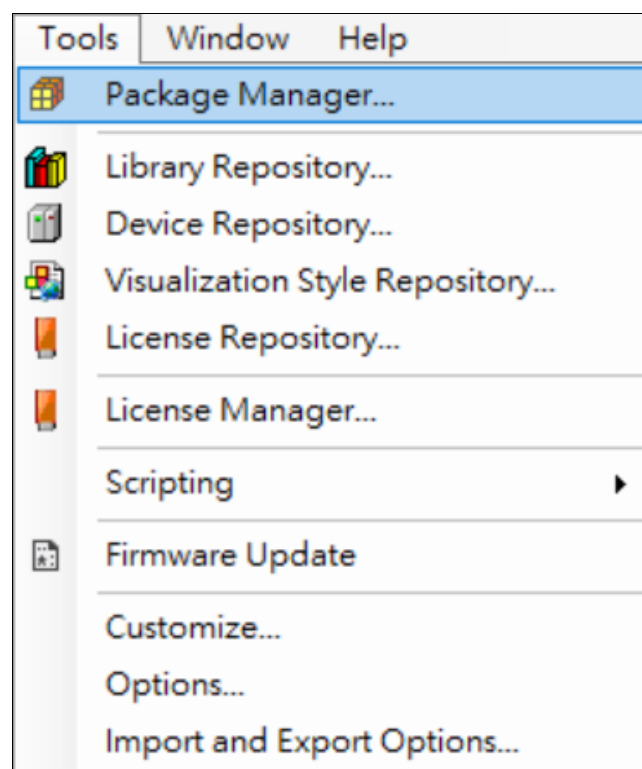 Tools Window Help
Package Manager...
Library Repository...
Device Repository...
Visualization Style Repository...
License Repository...
License Manager...
Scripting
Firmware Update
Customize...
Options...
Import and Export Options...